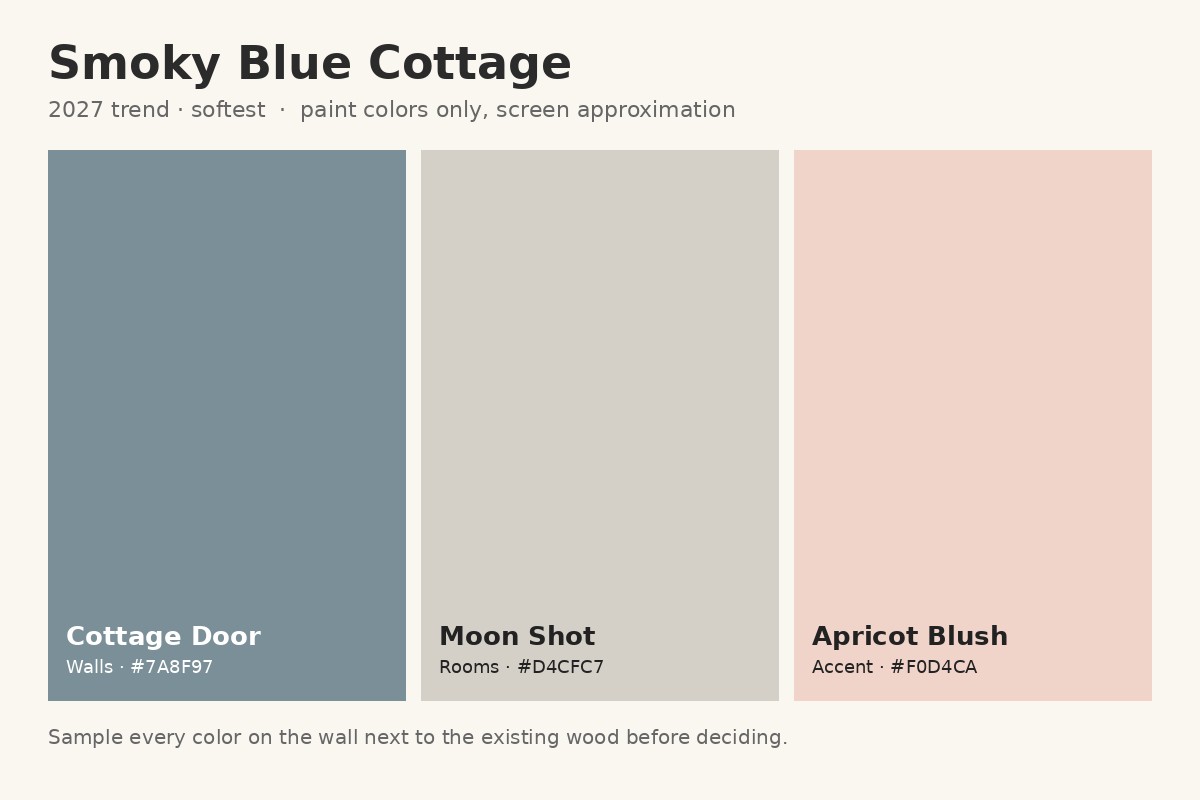 Smoky Blue Cottage
2027 trend · softest · paint colors only, screen approximation
Cottage Door
Walls · #7A8F97
Moon Shot
Rooms · #D4CFC7
Apricot Blush
Accent · #F0D4CA
Sample every color on the wall next to the existing wood before deciding.